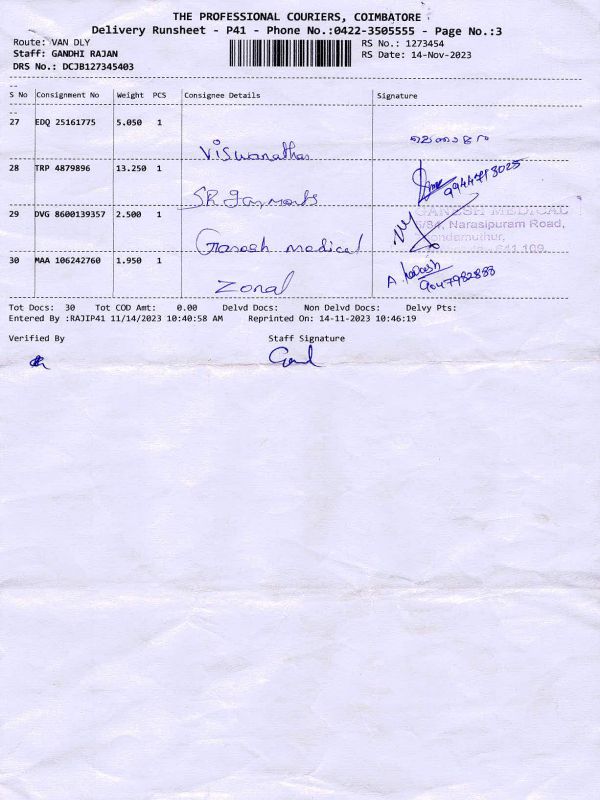 THE PROFESSIONAL COURIERS, COIMBATORE
Delivery Runsheet - P41 - Phone No.:0422-3505555 - Page No.:3
Route: VAN DLY RS No.: 1273454
Staff: GANDHI RAJAN RS Date: 14-Nov-2023
DRS No.: DCJB127345403
S No Consignment No Weight PCS Consignee Details Signature
27 EDQ 25161775 5.050 1
Viswanathan
28 TRP 4879896 13.250 1 9944713025
SR Garments
29 DVG 8600139357 2.500 1 GANESH MEDICAL
5/84, Narasipuram Road,
Ganesh medical 641 109
30 MAA 106242760 1.950 1
Zonal 9047982888
Tot Docs: 30 Tot COD Amt: 0.00 Delvd Docs: Non Delvd Docs: Delvy Pts:
Entered By :RAJIP41 11/14/2023 10:40:58 AM Reprinted On: 14-11-2023 10:46:19
Verified By Staff Signature